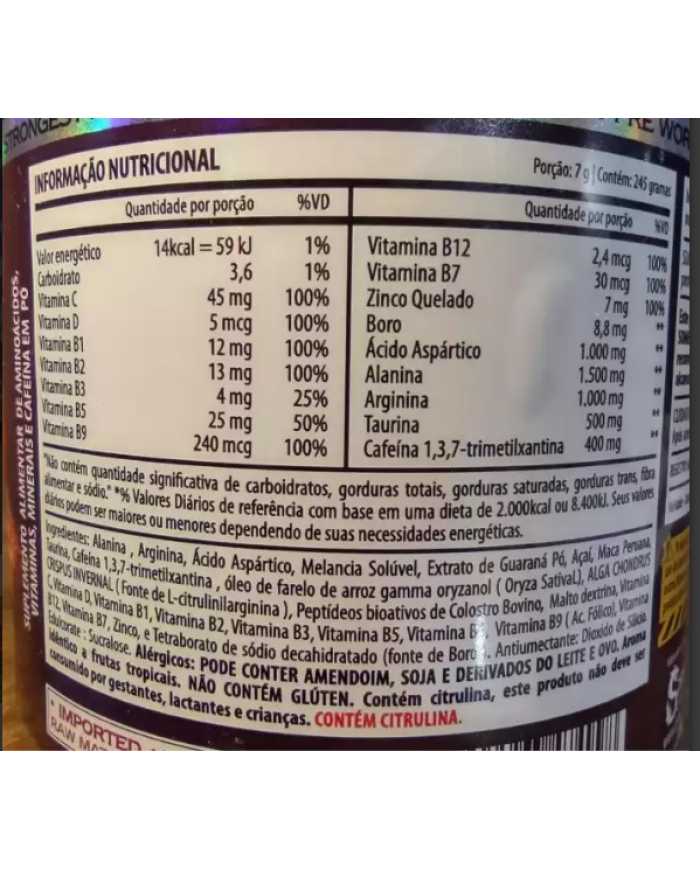 STRONGEST
PRE WOR
INFORMAÇÃO NUTRICIONAL
Porção: 7 g | Contém: 245 gramas
Quantidade por porção %VD
Valor energético 14kcal = 59 kJ 1%
Carboidrato 3,6 1%
Vitamina C 45 mg 100%
Vitamina D 5 mcg 100%
Vitamina B1 12 mg 100%
Vitamina B2 13 mg 100%
Vitamina B3 4 mg 25%
Vitamina B5 25 mg 50%
Vitamina B9 240 mcg 100%
Quantidade por porção %VD
Vitamina B12 2,4 mcg 100%
Vitamina B7 30 mcg 100%
Zinco Quelado 7 mg 100%
Boro 8,8 mg **
Ácido Aspártico 1.000 mg **
Alanina 1.500 mg **
Arginina 1.000 mg **
Taurina 500 mg **
Cafeína 1,3,7-trimetilxantina 400 mg **
"Não contém quantidade significativa de carboidratos, gorduras totais, gorduras saturadas, gorduras trans, fibra
alimentar e sódio." *% Valores Diários de referência com base em uma dieta de 2.000kcal ou 8.400kJ. Seus valores
diários podem ser maiores ou menores dependendo de suas necessidades energéticas.
Ingredientes: Alanina , Arginina, Ácido Aspártico, Melancia Solúvel, Extrato de Guaraná Pó, Açaí, Maca Peruana,
Taurina, Cafeína 1,3,7-trimetilxantina , óleo de farelo de arroz gamma oryzanol ( Oryza SativaL), ALGA CHONDRUS
CRISPUS INVERNAL ( Fonte de L-citrulinilarginina ), Peptídeos bioativos de Colostro Bovino, Malto dextrina, Vitamina
C, Vitamina D, Vitamina B1, Vitamina B2, Vitamina B3, Vitamina B5, Vitamina Vitamina B9 ( Ac. Fólico), Vitamina
B12, Vitamina B7, Zinco, e Tetraborato de sódio decahidratado (fonte de Boro Antiumectante: Dióxido de Silício.
Edulcorate : Sucralose. Alérgicos: PODE CONTER AMENDOIM, SOJA E DERIVADOS DO LEITE E OVO. Aroma
idêntico a frutas tropicais. NÃO CONTÉM GLÚTEN. Contém citrulina, este produto não deve ser
consumido por gestantes, lactantes e crianças. CONTÉM CITRULINA.
SUPLEMENTO ALIMENTAR DE AMINOÁCIDOS,
VITAMINAS, MINERAIS E CAFEÍNA EM PÓ
* IMPORTED
RAW MAT